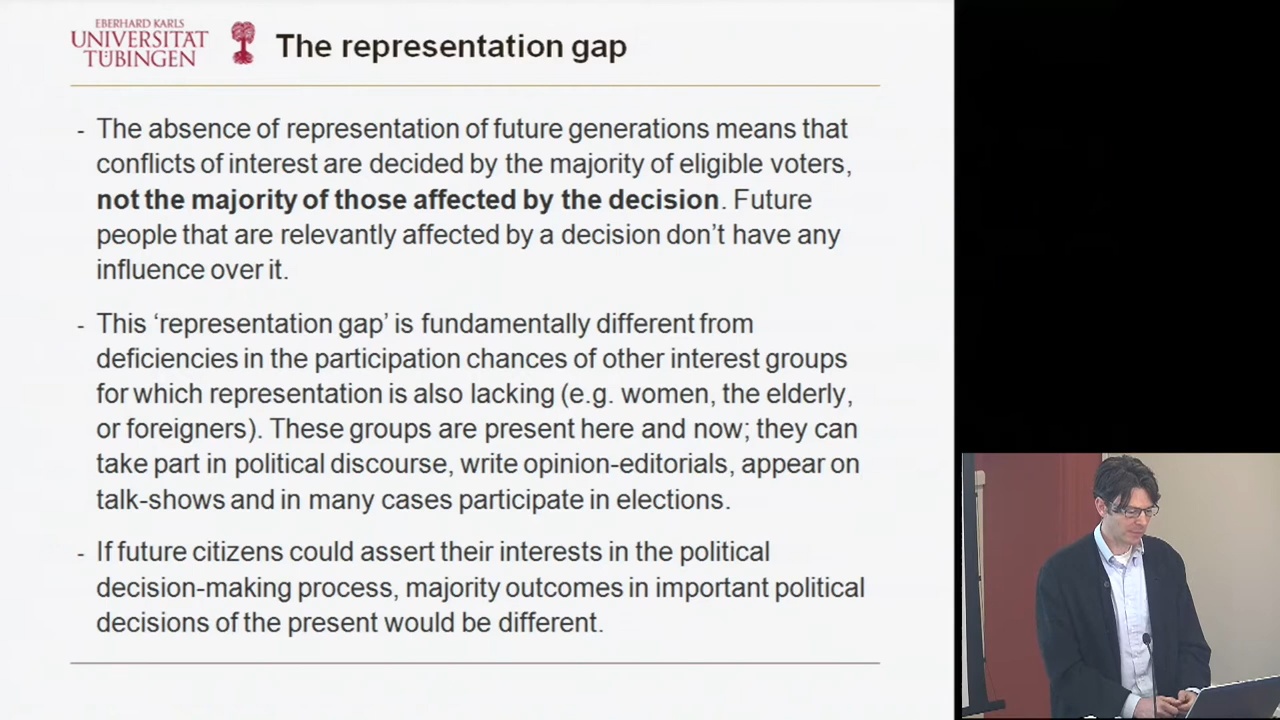 EBERHARD KARLS
UNIVERSITÄT
TÜBINGEN
The representation gap
- The absence of representation of future generations means that
conflicts of interest are decided by the majority of eligible voters,
not the majority of those affected by the decision. Future
people that are relevantly affected by a decision don’t have any
influence over it.
- This ‘representation gap’ is fundamentally different from
deficiencies in the participation chances of other interest groups
for which representation is also lacking (e.g. women, the elderly,
or foreigners). These groups are present here and now; they can
take part in political discourse, write opinion-editorials, appear on
talk-shows and in many cases participate in elections.
- If future citizens could assert their interests in the political
decision-making process, majority outcomes in important political
decisions of the present would be different.